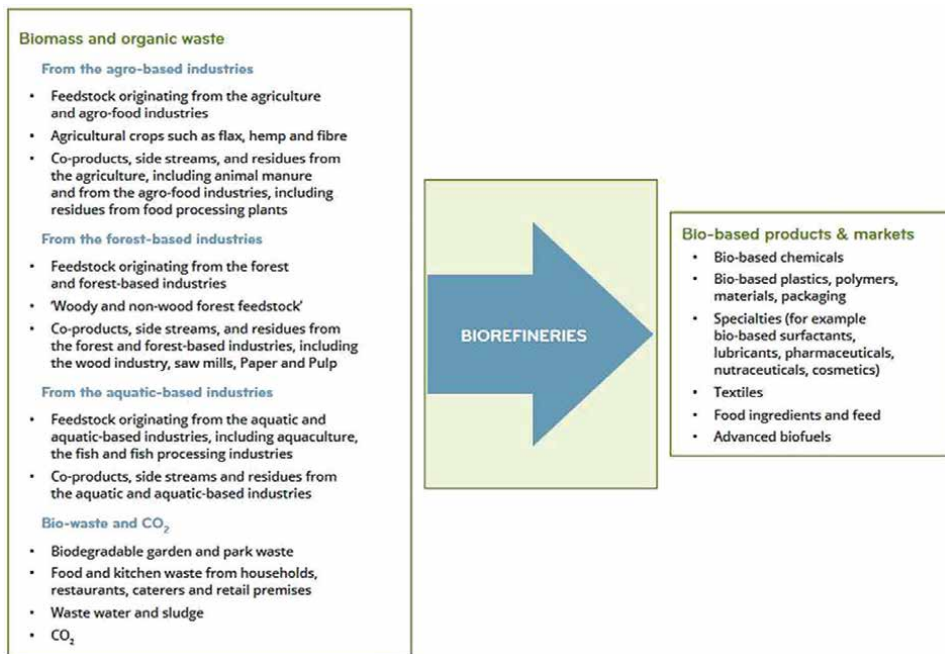 Biomass and organic waste
From the agro-based industries
• Feedstock originating from the agriculture
and agro-food industries
• Agricultural crops such as flax, hemp and fibre
• Co-products, side streams, and residues from
the agriculture, including animal manure
and from the agro-food industries, including
residues from food processing plants
From the forest-based industries
• Feedstock originating from the forest
and forest-based industries
• ‘Woody and non-wood forest feedstock’
• Co-products, side streams, and residues from
the forest and forest-based industries, including
the wood industry, saw mills, Paper and Pulp
From the aquatic-based industries
• Feedstock originating from the aquatic and
aquatic-based industries, including aquaculture,
the fish and fish processing industries
• Co-products, side streams and residues from
the aquatic and aquatic-based industries
Bio-waste and CO₂
• Biodegradable garden and park waste
• Food and kitchen waste from households,
restaurants, caterers and retail premises
• Waste water and sludge
• CO₂
BIOREFINERIES
Bio-based products & markets
• Bio-based chemicals
• Bio-based plastics, polymers,
materials, packaging
• Specialties (for example
bio-based surfactants,
lubricants, pharmaceuticals,
nutraceuticals, cosmetics)
• Textiles
• Food ingredients and feed
• Advanced biofuels